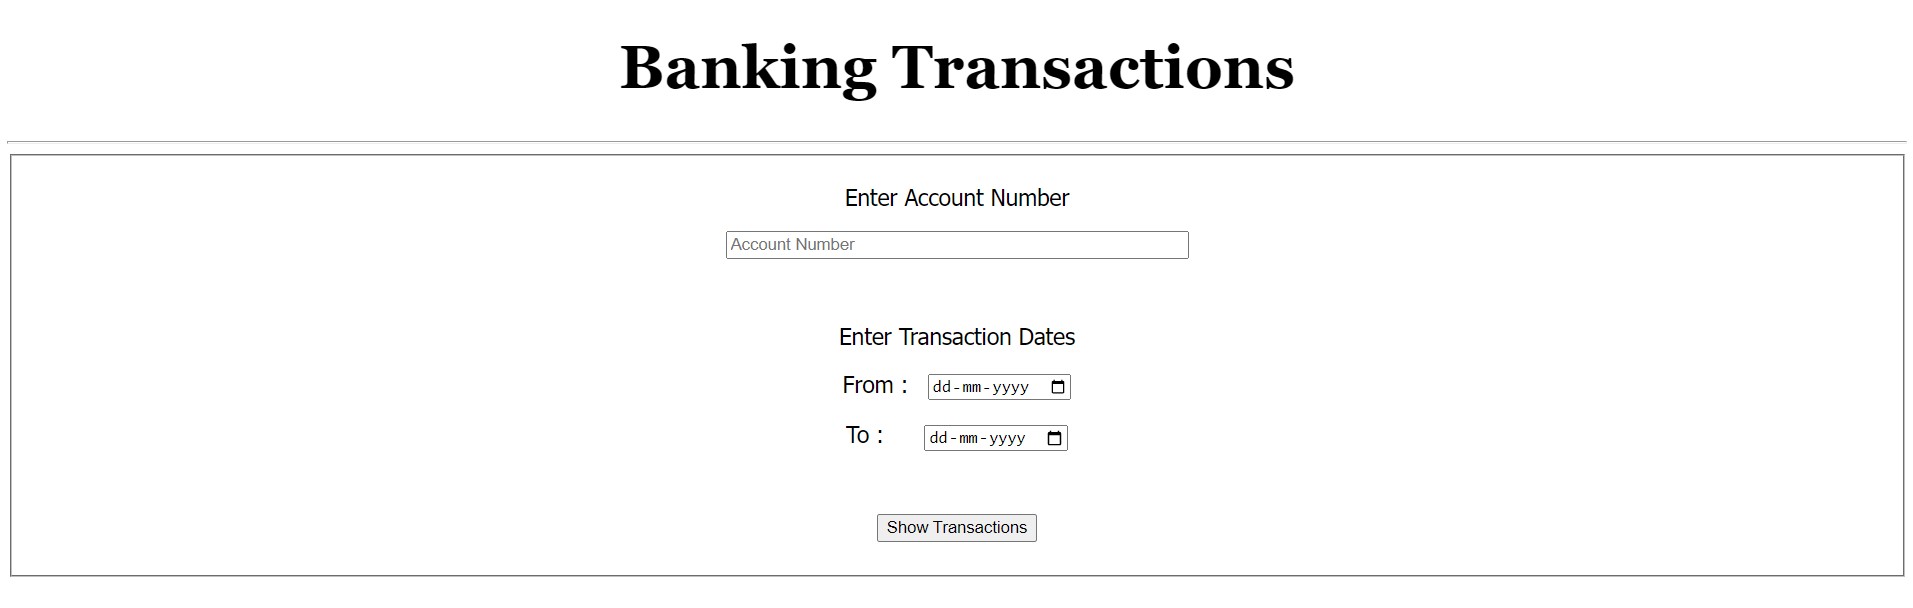 Banking Transactions
Enter Account Number
Account Number
Enter Transaction Dates
From : dd-mm-yyyy
To : dd-mm-yyyy
Show Transactions